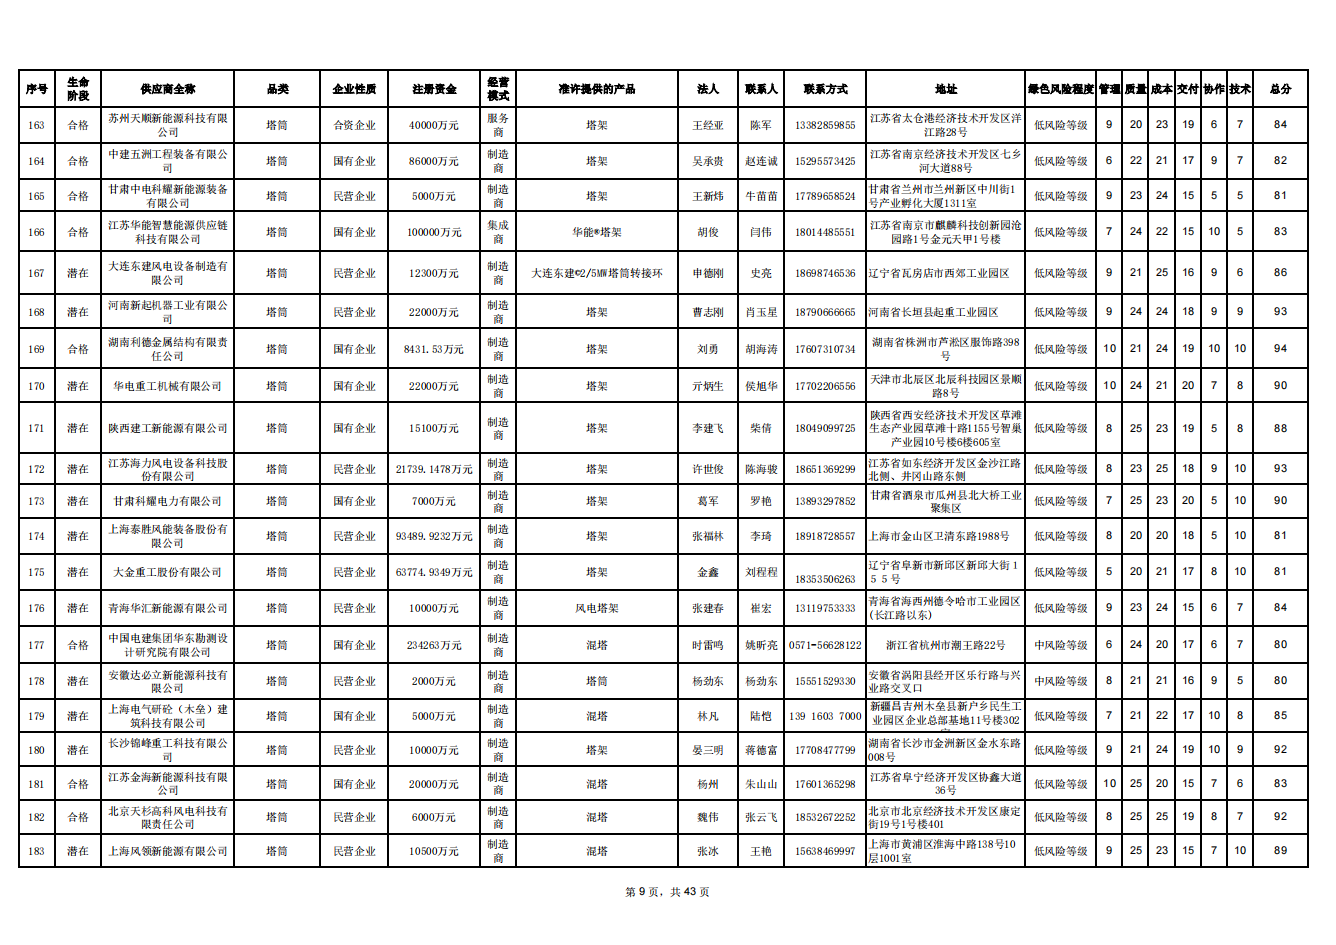 序号 生命阶段 供应商全称 品类 企业性质 注册资金 经营模式 准许提供的产品 法人 联系人 联系方式 地址 绿色风险程度 管理 质量 成本 交付 协作 技术 总分
163 合格 苏州天顺新能源科技有限公司 塔筒 合资企业 40000万元 服务商 塔架 王经亚 陈军 13382859855 江苏省太仓港经济技术开发区洋江路28号 低风险等级 9 20 23 19 6 7 84
164 合格 中建五洲工程装备有限公司 塔筒 国有企业 86000万元 制造商 塔架 吴承贵 赵连诚 15295573425 江苏省南京经济技术开发区七乡河大道88号 低风险等级 6 22 21 17 9 7 82
165 合格 甘肃中电科耀新能源装备有限公司 塔筒 民营企业 5000万元 制造商 塔架 王新炜 牛苗苗 17789658524 甘肃省兰州市兰州新区中川街1号产业孵化大厦1311室 低风险等级 9 23 24 15 5 5 81
166 合格 江苏华能智慧能源供应链科技有限公司 塔筒 国有企业 100000万元 集成商 华能®塔架 胡俊 闫伟 18014485551 江苏省南京市麒麟科技创新园沧园路1号金元天甲1号楼 低风险等级 7 24 22 15 10 5 83
167 潜在 大连东建风电设备制造有限公司 塔筒 民营企业 12300万元 制造商 大连东建©2/5MW塔筒转接环 申德刚 史亮 18698746536 辽宁省瓦房店市西郊工业园区 低风险等级 9 21 25 16 9 6 86
168 潜在 河南新起机器工业有限公司 塔筒 民营企业 22000万元 制造商 塔架 曹志刚 肖玉星 18790666665 河南省长垣县起重工业园区 低风险等级 9 24 24 18 9 9 93
169 合格 湖南利德金属结构有限责任公司 塔筒 国有企业 8431.53万元 制造商 塔架 刘勇 胡海涛 17607310734 湖南省株洲市芦淞区服饰路398号 低风险等级 10 21 24 19 10 10 94
170 潜在 华电重工机械有限公司 塔筒 国有企业 22000万元 制造商 塔架 亓炳生 侯旭华 17702206556 天津市北辰区北辰科技园区景顺路8号 低风险等级 10 24 21 20 7 8 90
171 潜在 陕西建工新能源有限公司 塔筒 国有企业 15100万元 制造商 塔架 李建飞 柴倩 18049099725 陕西省西安经济技术开发区草滩生态产业园草滩十路1155号智巢产业园10号楼6楼605室 低风险等级 8 25 23 19 5 8 88
172 潜在 江苏海力风电设备科技股份有限公司 塔筒 民营企业 21739.1478万元 制造商 塔架 许世俊 陈海骏 18651369299 江苏省如东经济开发区金沙江路北侧、井冈山路东侧 低风险等级 8 23 25 18 9 10 93
173 潜在 甘肃科耀电力有限公司 塔筒 国有企业 7000万元 制造商 塔架 葛军 罗艳 13893297852 甘肃省酒泉市瓜州县北大桥工业聚集区 低风险等级 7 25 23 20 5 10 90
174 潜在 上海泰胜风能装备股份有限公司 塔筒 民营企业 93489.9232万元 制造商 塔架 张福林 李琦 18918728557 上海市金山区卫清东路1988号 低风险等级 8 20 20 18 5 10 81
175 潜在 大金重工股份有限公司 塔筒 民营企业 63774.9349万元 制造商 塔架 金鑫 刘程程 18353506263 辽宁省阜新市新邱区新邱大街１５５号 低风险等级 5 20 21 17 8 10 81
176 潜在 青海华汇新能源有限公司 塔筒 民营企业 10000万元 制造商 风电塔架 张建春 崔宏 13119753333 青海省海西州德令哈市工业园区(长江路以东) 低风险等级 9 23 24 15 6 7 84
177 合格 中国电建集团华东勘测设计研究院有限公司 塔筒 国有企业 234263万元 制造商 混塔 时雷鸣 姚昕亮 0571-56628122 浙江省杭州市潮王路22号 中风险等级 6 24 20 17 6 7 80
178 潜在 安徽达必立新能源科技有限公司 塔筒 民营企业 2000万元 制造商 塔筒 杨劲东 杨劲东 15551529330 安徽省涡阳县经开区乐行路与兴业路交叉口 中风险等级 8 21 21 16 9 5 80
179 潜在 上海电气研砼（木垒）建筑科技有限公司 塔筒 国有企业 5000万元 制造商 混塔 林凡 陆恺 139 1603 7000 新疆昌吉州木垒县新户乡民生工业园区企业总部基地11号楼302 低风险等级 7 21 22 17 10 8 85
180 潜在 长沙锦峰重工科技有限公司 塔筒 民营企业 10000万元 制造商 塔架 晏三明 蒋德富 17708477799 湖南省长沙市金洲新区金水东路008号 低风险等级 9 21 24 19 10 9 92
181 合格 江苏金海新能源科技有限公司 塔筒 国有企业 20000万元 制造商 混塔 杨州 朱山山 17601365298 江苏省阜宁经济开发区协鑫大道36号 低风险等级 10 25 20 15 7 6 83
182 合格 北京天杉高科风电科技有限责任公司 塔筒 民营企业 6000万元 制造商 混塔 魏伟 张云飞 18532672252 北京市北京经济技术开发区康定街19号1号楼401 低风险等级 8 25 25 19 8 7 92
183 潜在 上海风领新能源有限公司 塔筒 民营企业 10500万元 制造商 混塔 张冰 王艳 15638469997 上海市黄浦区淮海中路138号10层1001室 低风险等级 9 25 23 15 7 10 89
第 9 页，共 43 页